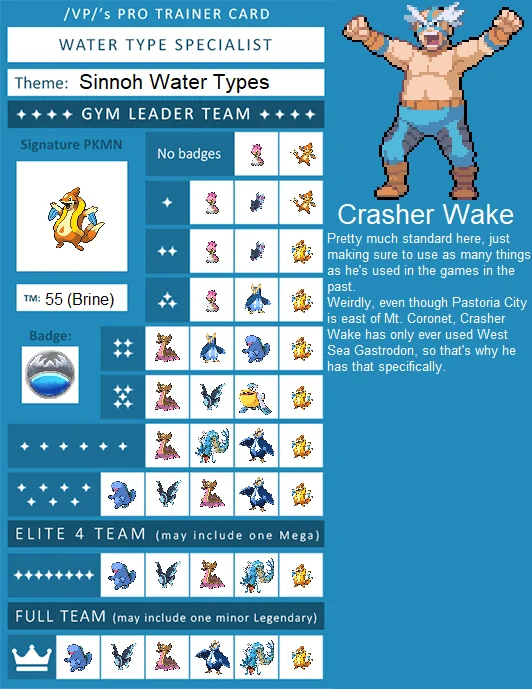 /VP/'s PRO TRAINER CARD
WATER TYPE SPECIALIST
Theme: Sinnoh Water Types
GYM LEADER TEAM
Signature PKMN
No badges
TM: 55 (Brine)
Badge:
ELITE 4 TEAM (may include one Mega)
FULL TEAM (may include one minor Legendary)
Crasher Wake
Pretty much standard here, just
making sure to use as many things
as he's used in the games in the
past.
Weirdly, even though Pastoria City
is east of Mt. Coronet, Crasher
Wake has only ever used West
Sea Gastrodon, so that's why he
has that specifically.